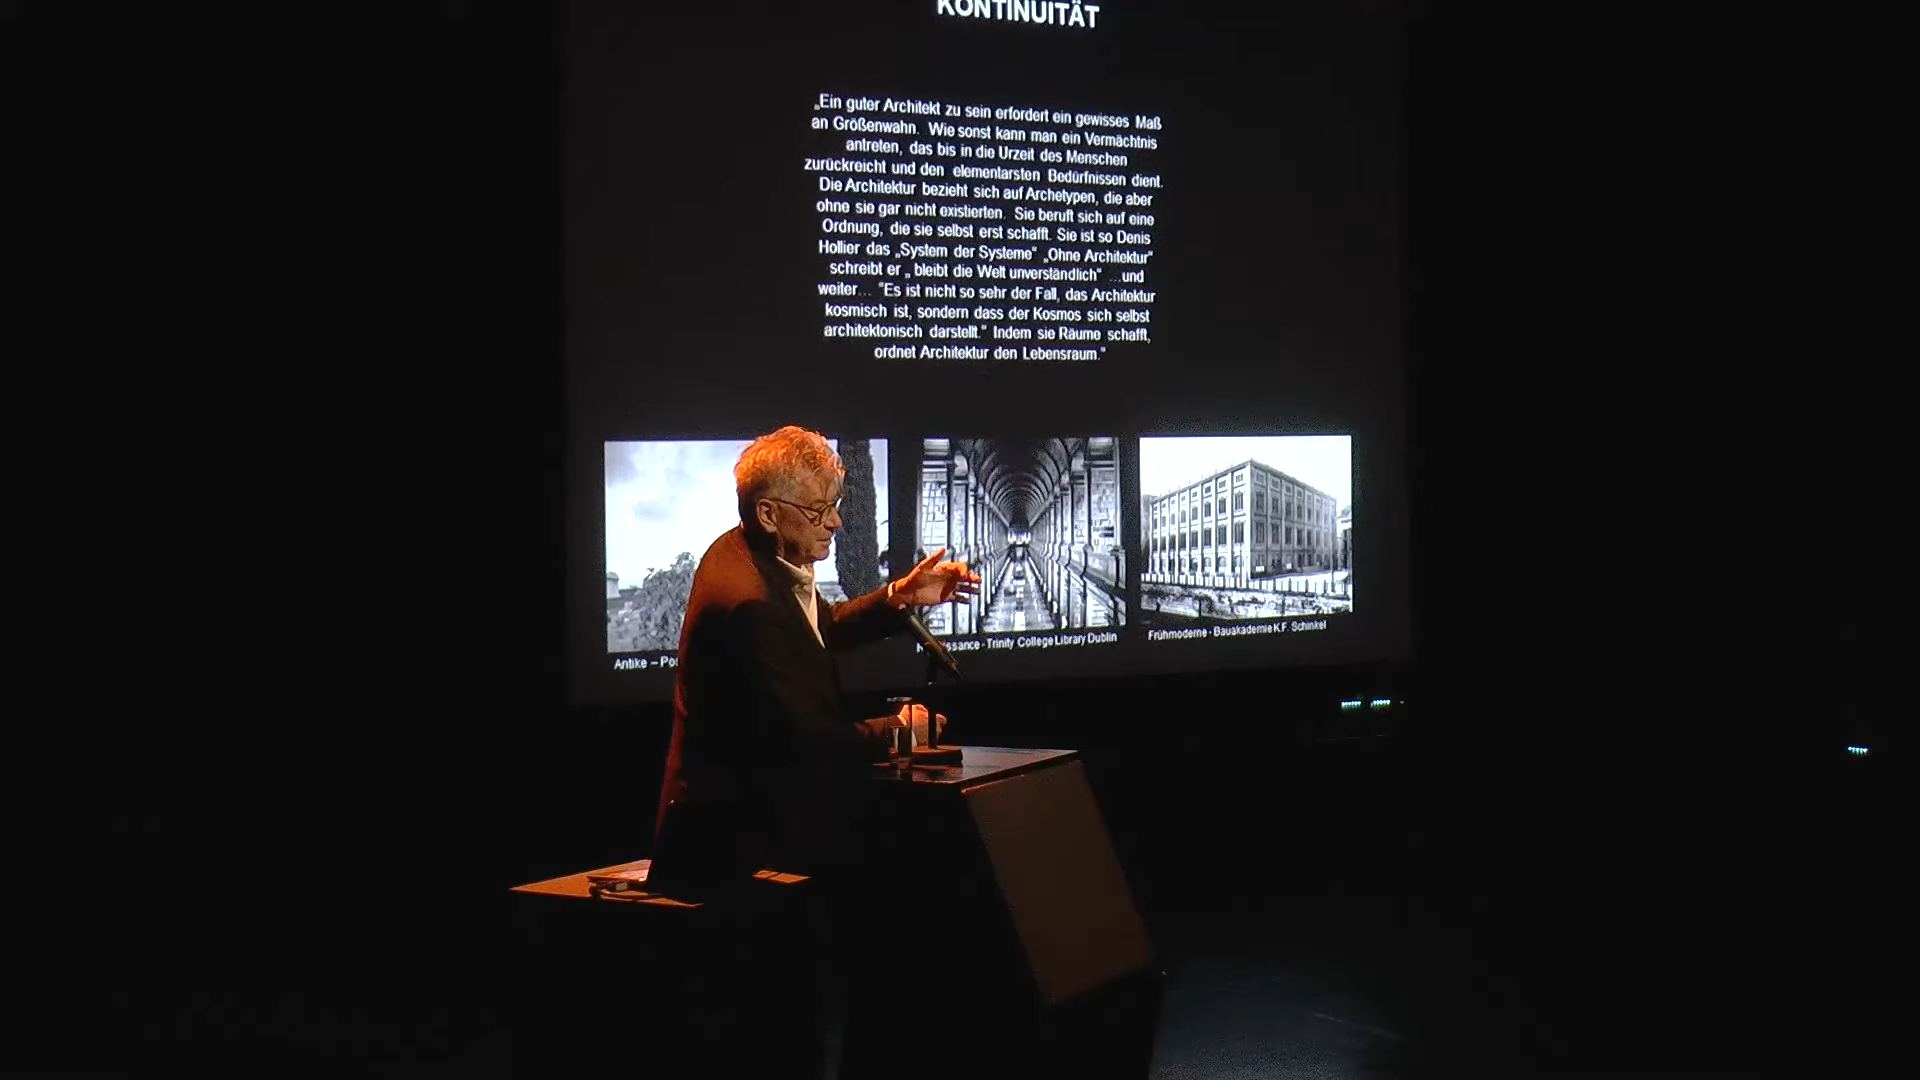 KONTINUITÄT
„Ein guter Architekt zu sein erfordert ein gewisses Maß
an Größenwahn. Wie sonst kann man ein Vermächtnis
antreten, das bis in die Urzeit des Menschen
zurückreicht und den elementarsten Bedürfnissen dient.
Die Architektur bezieht sich auf Archetypen, die aber
ohne sie gar nicht existierten. Sie beruft sich auf eine
Ordnung, die sie selbst erst schafft. Sie ist so Denis
Hollier das „System der Systeme“ „Ohne Architektur“
schreibt er „ bleibt die Welt unverständlich“ ...und
weiter... “Es ist nicht so sehr der Fall, das Architektur
kosmisch ist, sondern dass der Kosmos sich selbst
architektonisch darstellt.“ Indem sie Räume schafft,
ordnet Architektur den Lebensraum.“
Antike –
- Trinity College Library Dublin
Frühmoderne - Bauakademie K.F. Schinkel